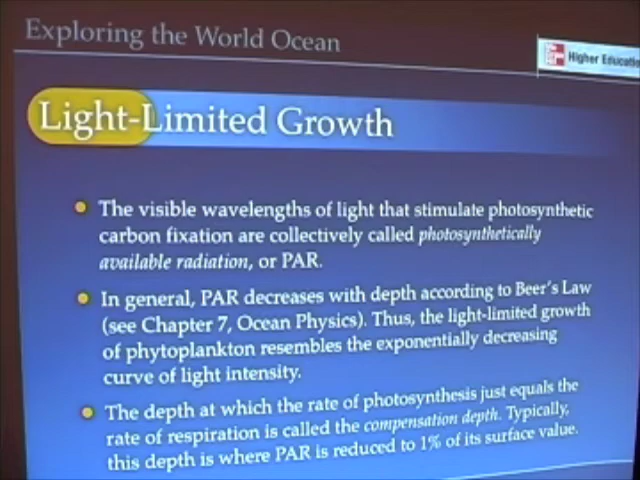 Exploring the World Ocean
Higher Educatio
Light-Limited Growth
The visible wavelengths of light that stimulate photosynthetic
carbon fixation are collectively called photosynthetically
available radiation, or PAR.
In general, PAR decreases with depth according to Beer's Law
(see Chapter 7, Ocean Physics). Thus, the light-limited growth
of phytoplankton resembles the exponentially decreasing
curve of light intensity.
The depth at which the rate of photosynthesis just equals the
rate of respiration is called the compensation depth. Typically,
this depth is where PAR is reduced to 1% of its surface value.